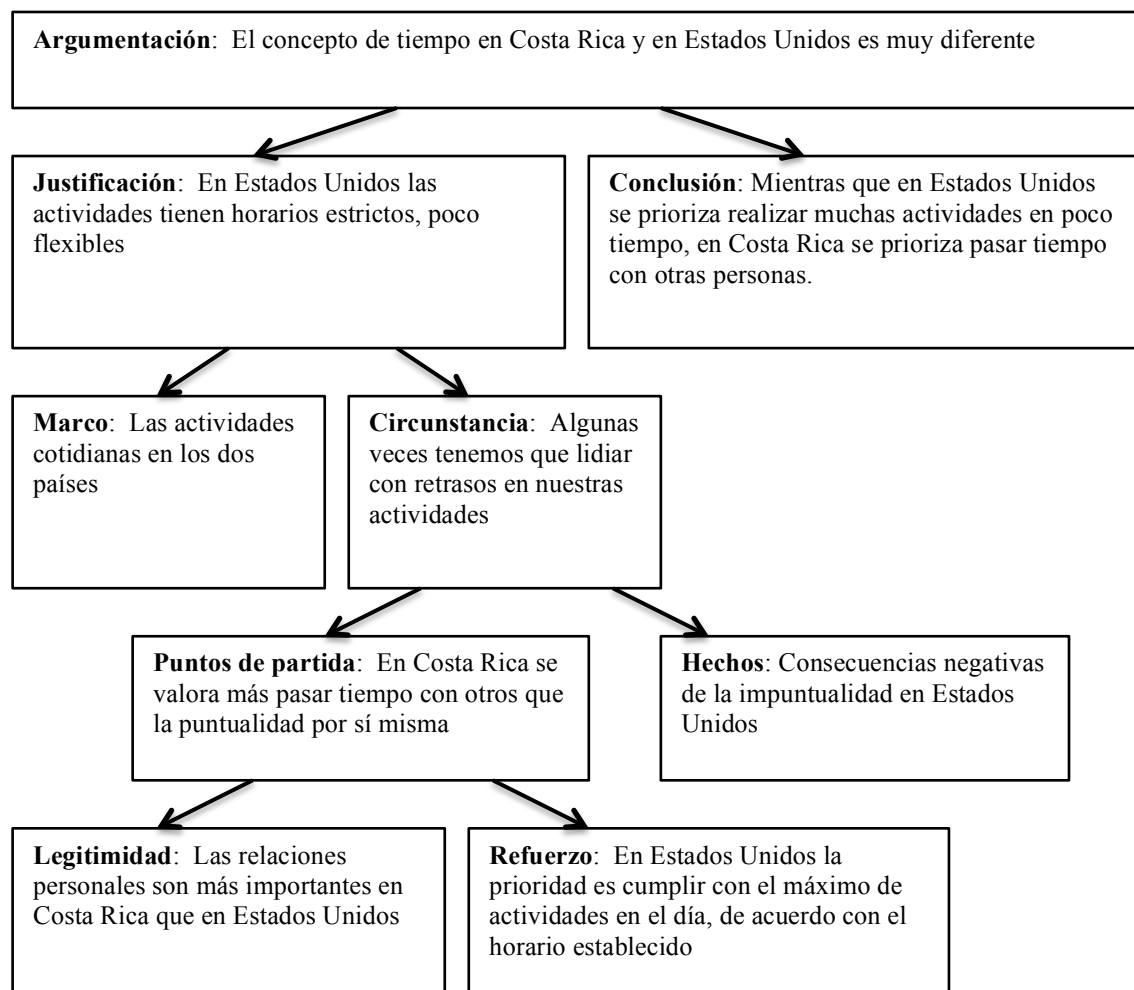 Argumentación: El concepto de tiempo en Costa Rica y en Estados Unidos es muy diferente
Justificación: En Estados Unidos las
actividades tienen horarios estrictos, poco
flexibles
Conclusión: Mientras que en Estados Unidos
se prioriza realizar muchas actividades en poco
tiempo, en Costa Rica se prioriza pasar tiempo
con otras personas.
Marco: Las actividades
cotidianas en los dos
países
Circunstancia: Algunas
veces tenemos que lidiar
con retrasos en nuestras
actividades
Puntos de partida: En Costa Rica se
valora más pasar tiempo con otros que
la puntualidad por sí misma
Hechos: Consecuencias negativas
de la impuntualidad en Estados
Unidos
Legitimidad: Las relaciones
personales son más importantes en
Costa Rica que en Estados Unidos
Refuerzo: En Estados Unidos la
prioridad es cumplir con el máximo de
actividades en el día, de acuerdo con el
horario establecido